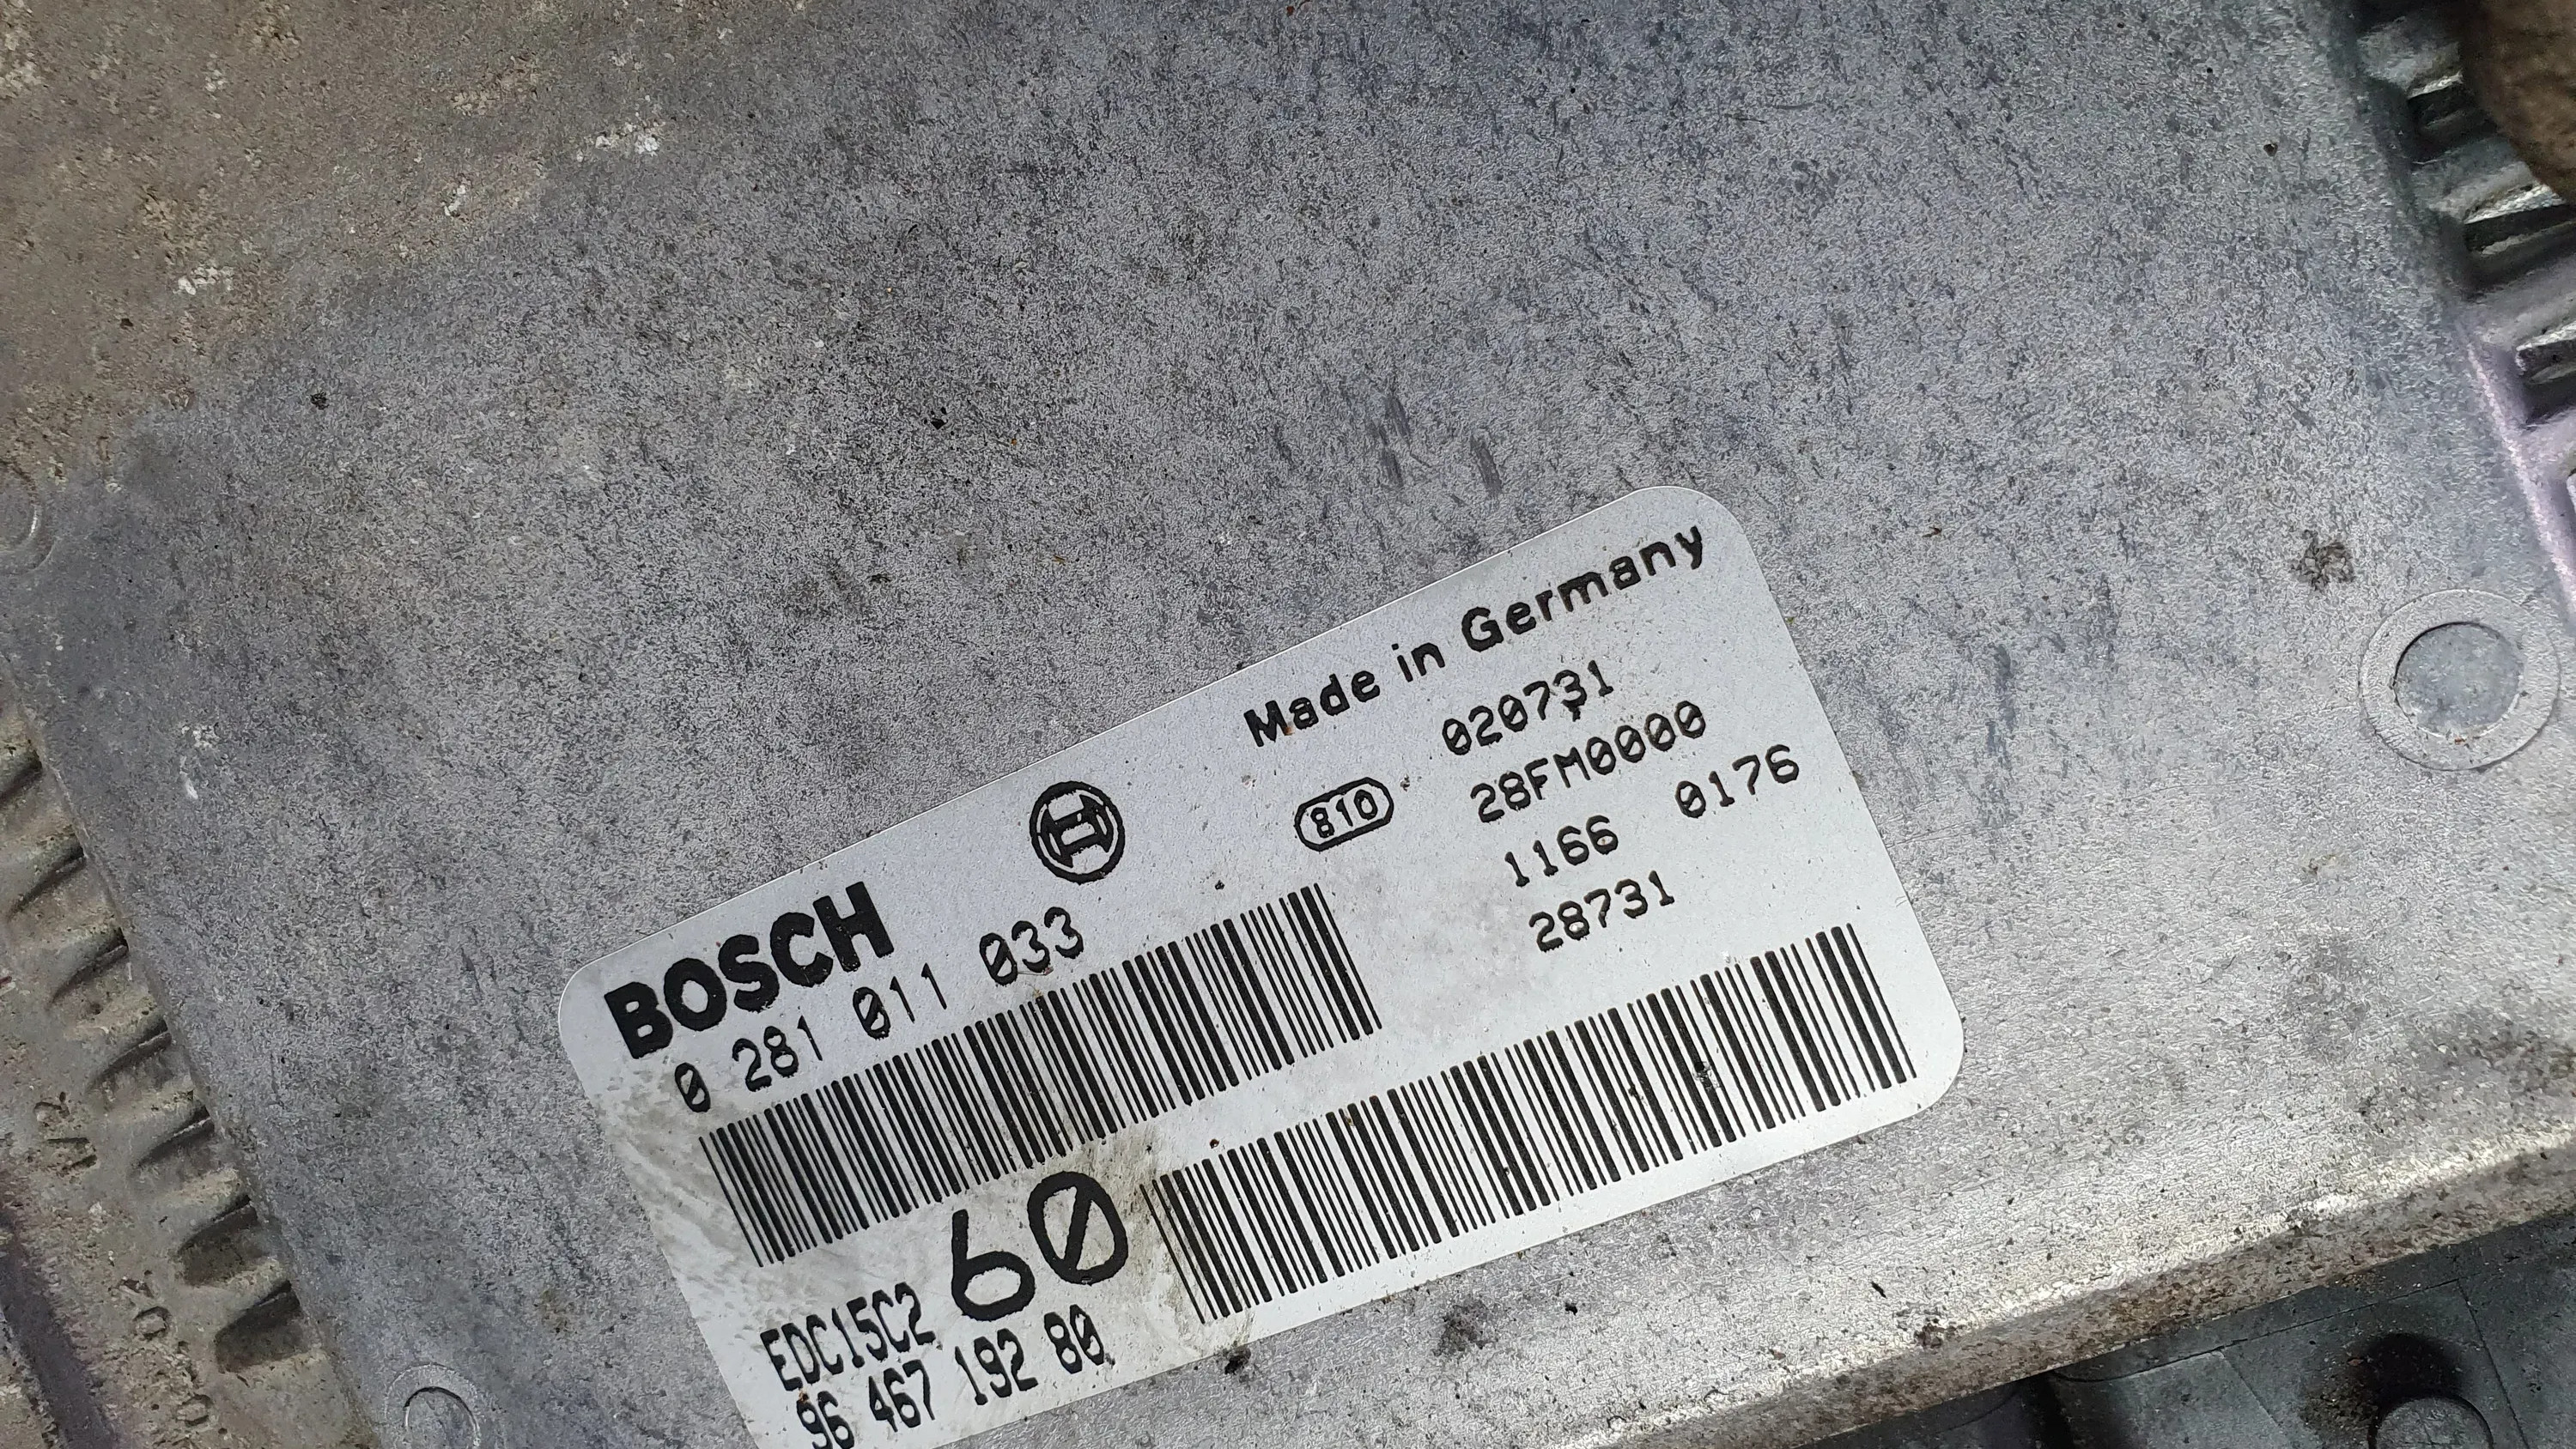 Made in Germany
BOSCH
0 281 011 033
810
020731
28FM0000
1166 0176
28731
EDC15C2
60
96 467 192 80